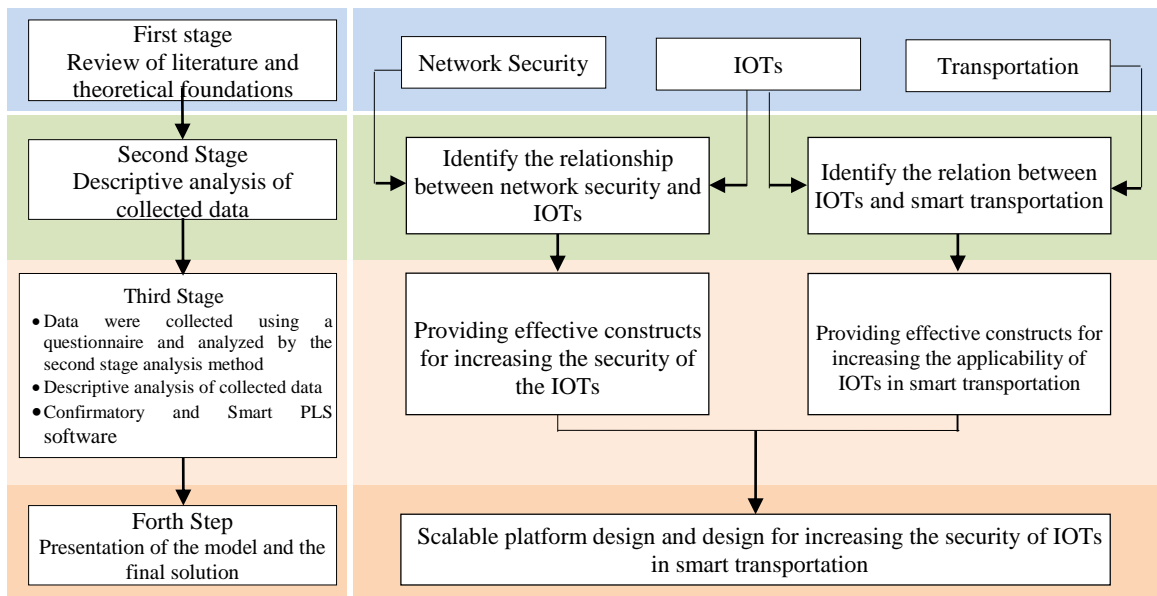 First stage
Review of literature and
theoretical foundations
Network Security
IOTs
Transportation
Second Stage
Descriptive analysis of
collected data
Identify the relationship
between network security and
IOTs
Identify the relation between
IOTs and smart transportation
Third Stage
• Data were collected using a
questionnaire and analyzed by the
second stage analysis method
• Descriptive analysis of collected data
• Confirmatory and Smart PLS
software
Providing effective constructs
for increasing the security of
the IOTs
Providing effective constructs for
increasing the applicability of
IOTs in smart transportation
Forth Step
Presentation of the model and the
final solution
Scalable platform design and design for increasing the security of IOTs
in smart transportation